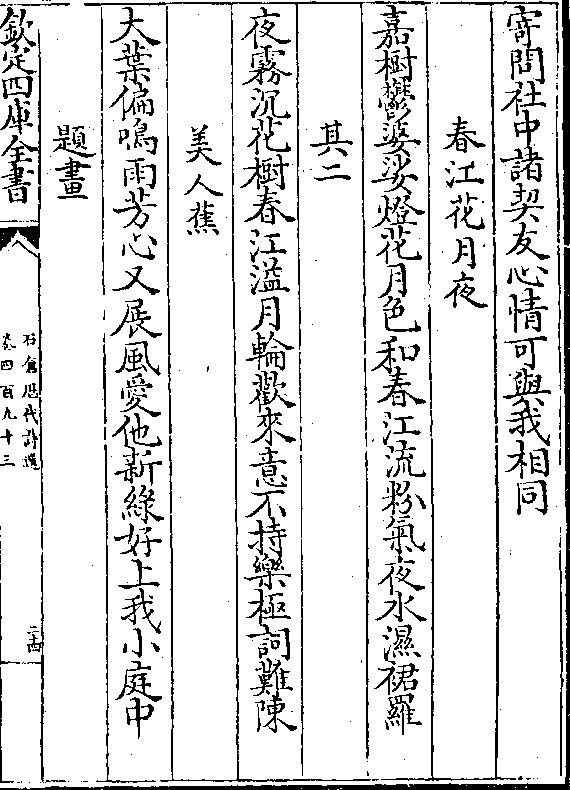 寄問社中諸契友心情可與我相同
春江花月夜
嘉樹鬱婆娑燈花月色和春江流粉氣夜水濕裙羅
其二
夜霧沉花樹春江溢月輪歡來意不持樂極詞難陳
美人蕉
大葉偏鳴雨芳心又展風愛他新綠好上我小庭中
題畫
欽定四庫全書
石倉歷代詩選
卷四百九十三
二十四